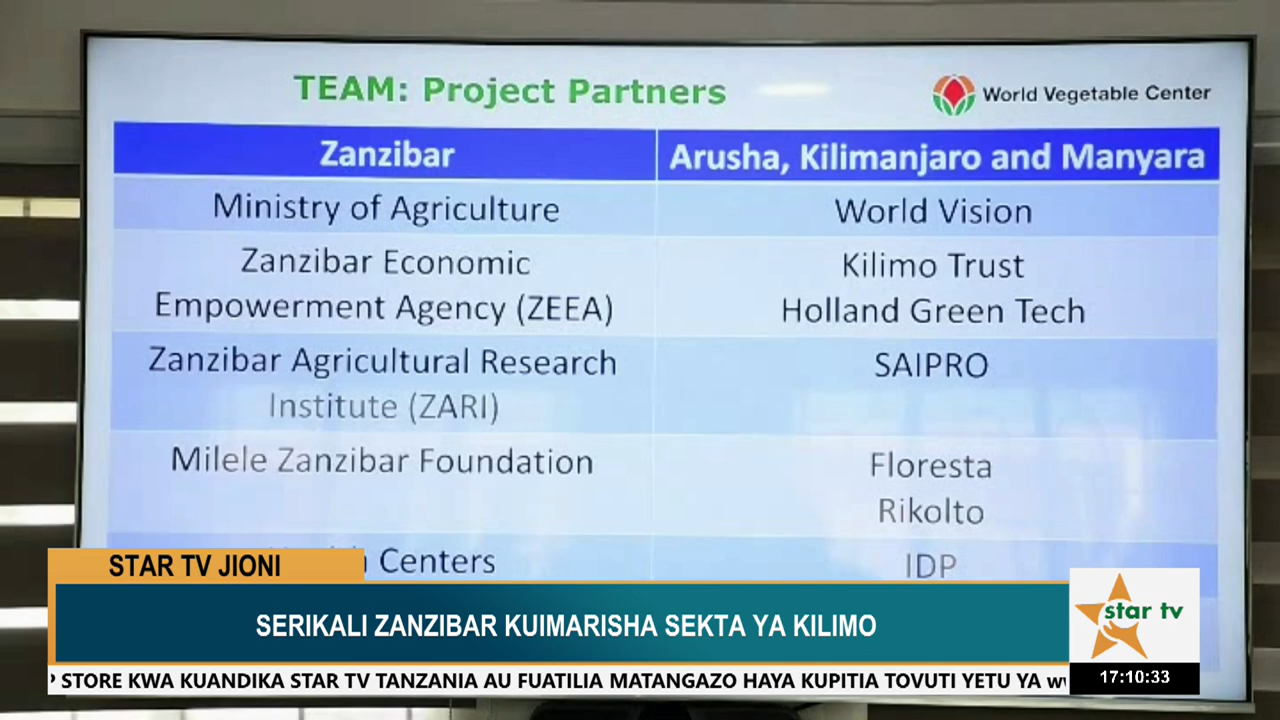 TEAM: Project Partners
World Vegetable Center
Zanzibar
Arusha, Kilimanjaro and Manyara
Ministry of Agriculture
World Vision
Zanzibar Economic
Empowerment Agency (ZEEA)
Kilimo Trust
Holland Green Tech
Zanzibar Agricultural Research
Institute (ZARI)
SAIPRO
Milele Zanzibar Foundation
Floresta
Rikolto
Centers
IDP
STAR TV JIONI
SERIKALI ZANZIBAR KUIMARISHA SEKTA YA KILIMO
star tv
STORE KWA KUANDIKA STAR TV TANZANIA AU FUATILIA MATANGAZO HAYA KUPITIA TOVUTI YETU YA
17:10:33